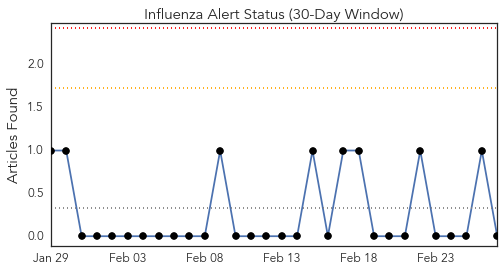 Influenza Alert Status (30-Day Window)
Articles Found
2.0
1.5
1.0
0.5
0.0
Jan 29 Feb 03 Feb 08 Feb 13 Feb 18 Feb 23